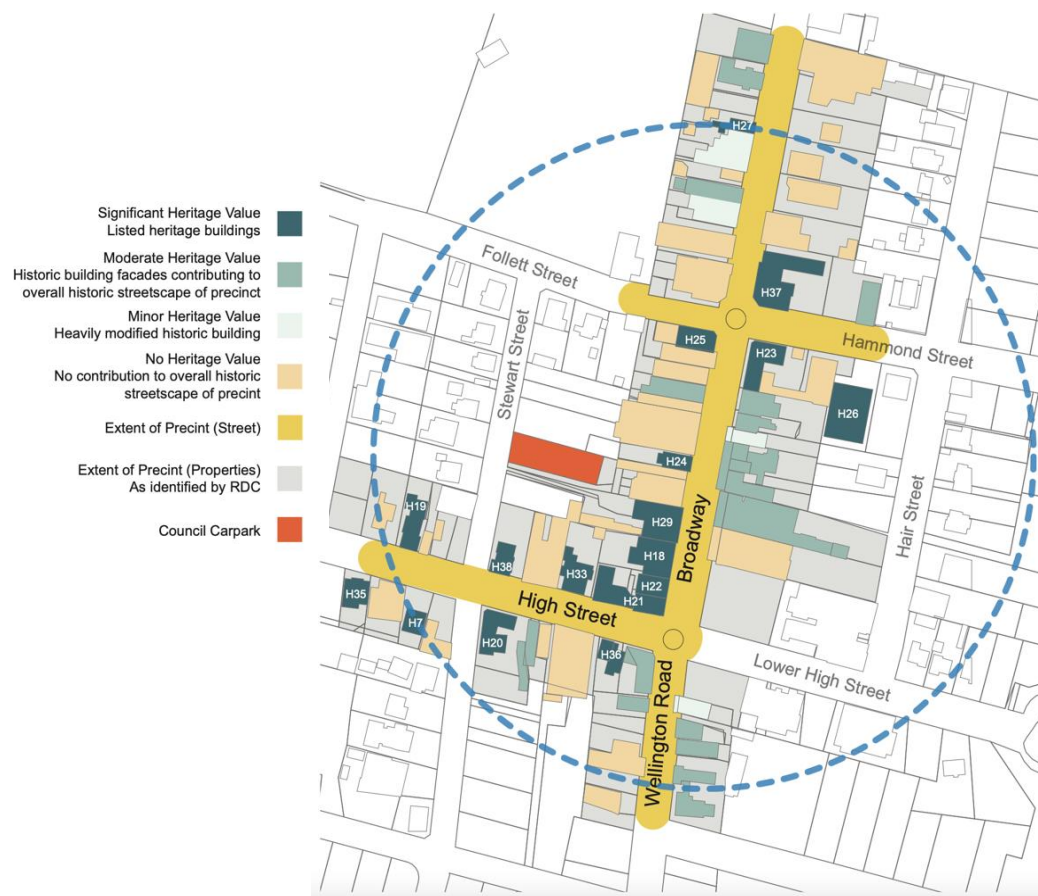 Significant Heritage Value
Listed heritage buildings
Moderate Heritage Value
Historic building facades contributing to
overall historic streetscape of precinct
Minor Heritage Value
Heavily modified historic building
No Heritage Value
No contribution to overall historic
streetscape of precint
Extent of Precint (Street)
Extent of Precint (Properties)
As identified by RDC
Council Carpark
H27
Follett Street
H37
Hammond Street
H25
H23
Stewart Street
H26
H24
Broadway
Hair Street
H19
H29
H18
H38
H33
H22
H21
H35
High Street
H7
H20
H36
Lower High Street
Wellington Road